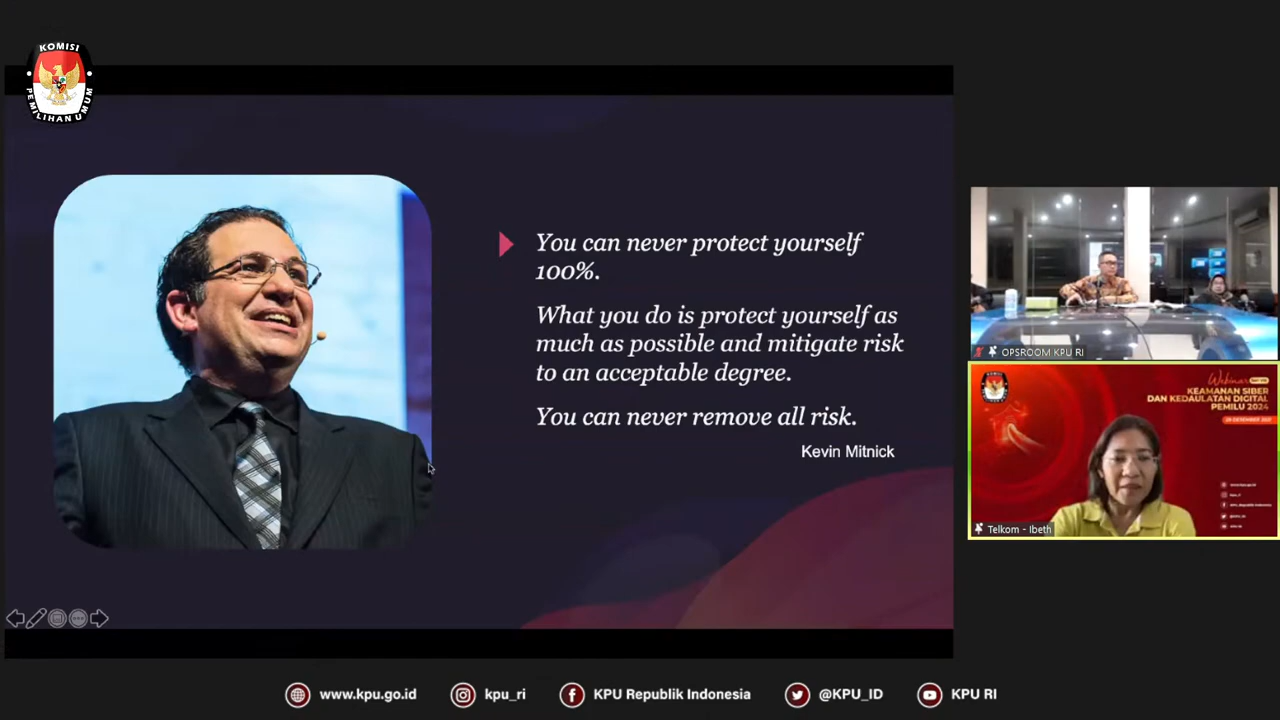 KOMISI
PEMILIHAN UMUM
You can never protect yourself
100%.
What you do is protect yourself as
much as possible and mitigate risk
to an acceptable degree.
You can never remove all risk.
Kevin Mitnick
OPSROOM KPU RI
KOMISI
Webinar
KEAMANAN SIBER
DAN KEDAULATAN DIGITAL
PEMILU 2024
Telkom - Ibeth
www.kpu.go.id
kpu_ri
KPU Republik Indonesia
@KPU_ID
KPU RI